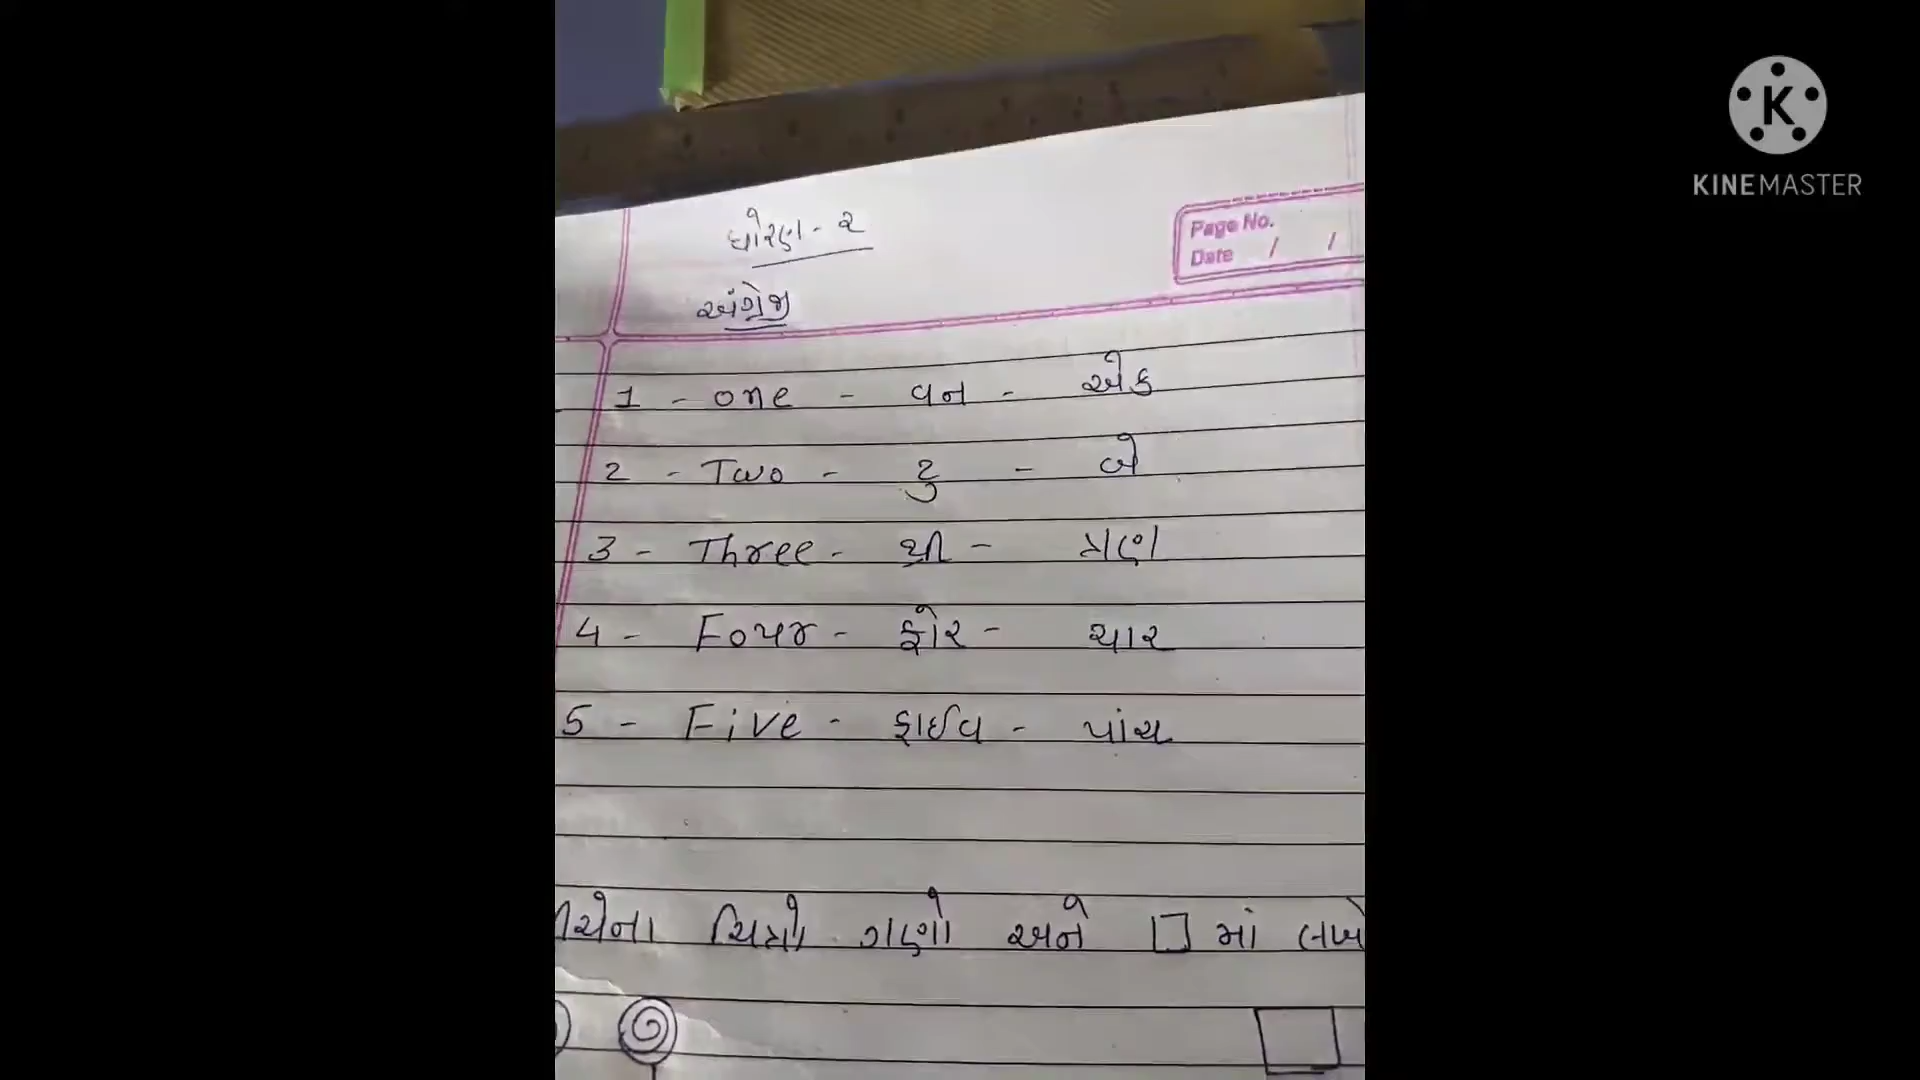 KINEMASTER
ધોરણ - ૨
Page No.
Date / /
અંગ્રેજી
1 - one - વન - એક
2 - Two - ટુ - બે
3 - Three - થ્રી - ત્રણ
4 - Four - ફોર - ચાર
5 - Five - ફાઈવ - પાંચ
ચિત્રો ગણો અને □ માં લખો